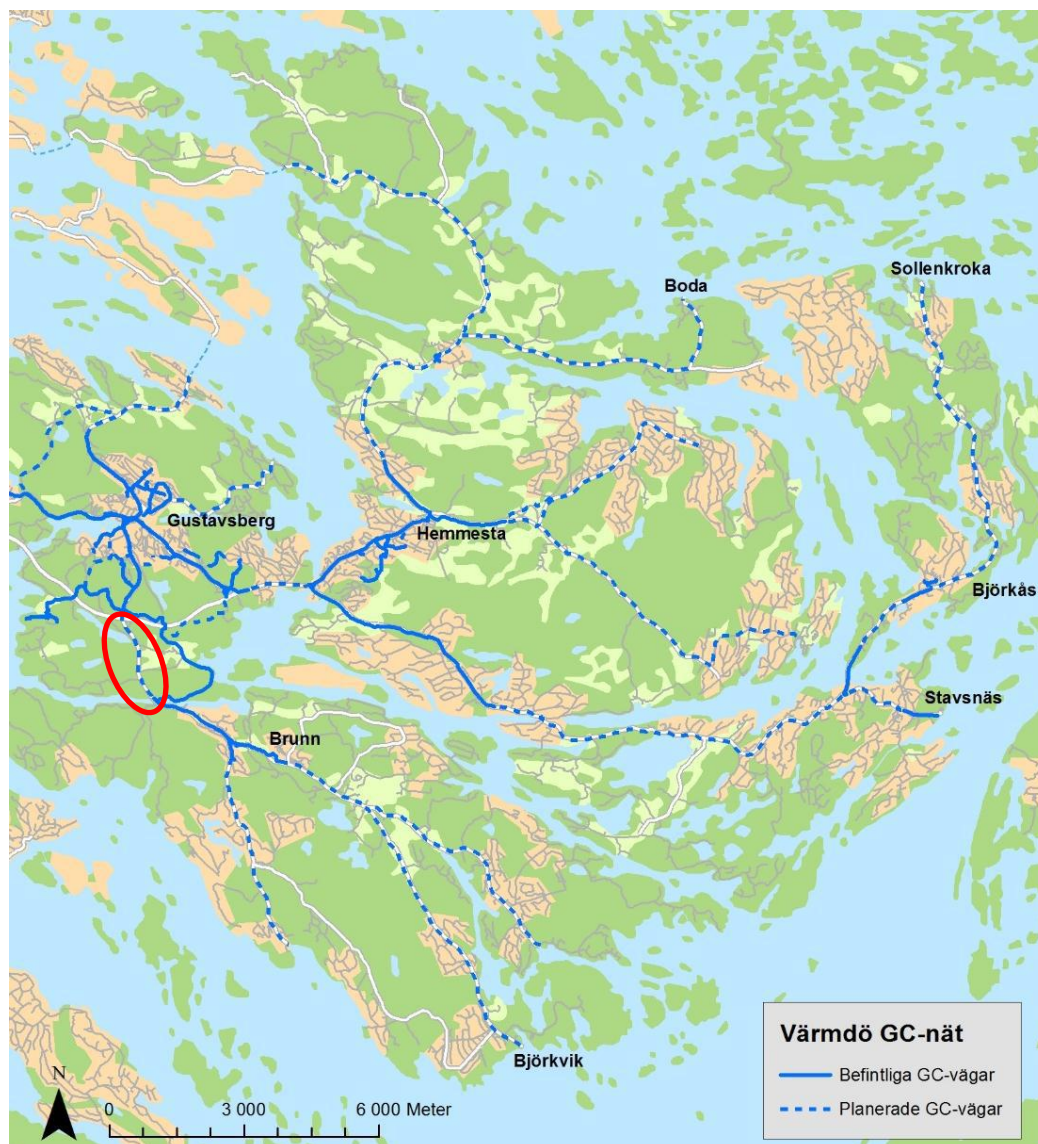 Sollenkroka
Boda
Gustavsberg
Hemmesta
Björkås
Stavsnäs
Brunn
Björkvik
Värmdö GC-nät
Befintliga GC-vägar
Planerade GC-vägar
N
0 3 000 6 000 Meter